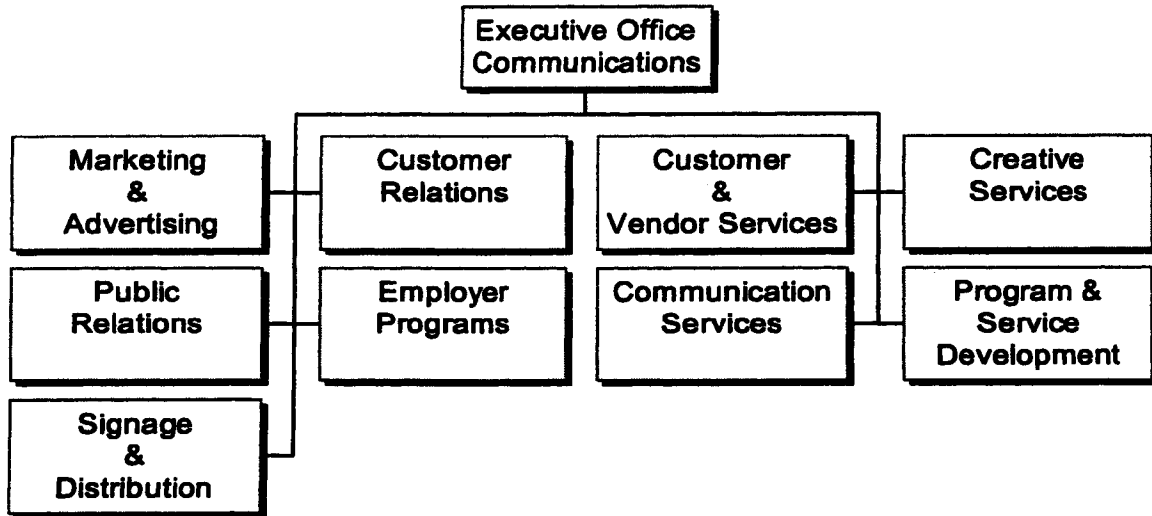 Executive Office
Communications
Marketing
&
Advertising
Customer
Relations
Customer
&
Vendor Services
Creative
Services
Public
Relations
Employer
Programs
Communication
Services
Program &
Service
Development
Signage
&
Distribution